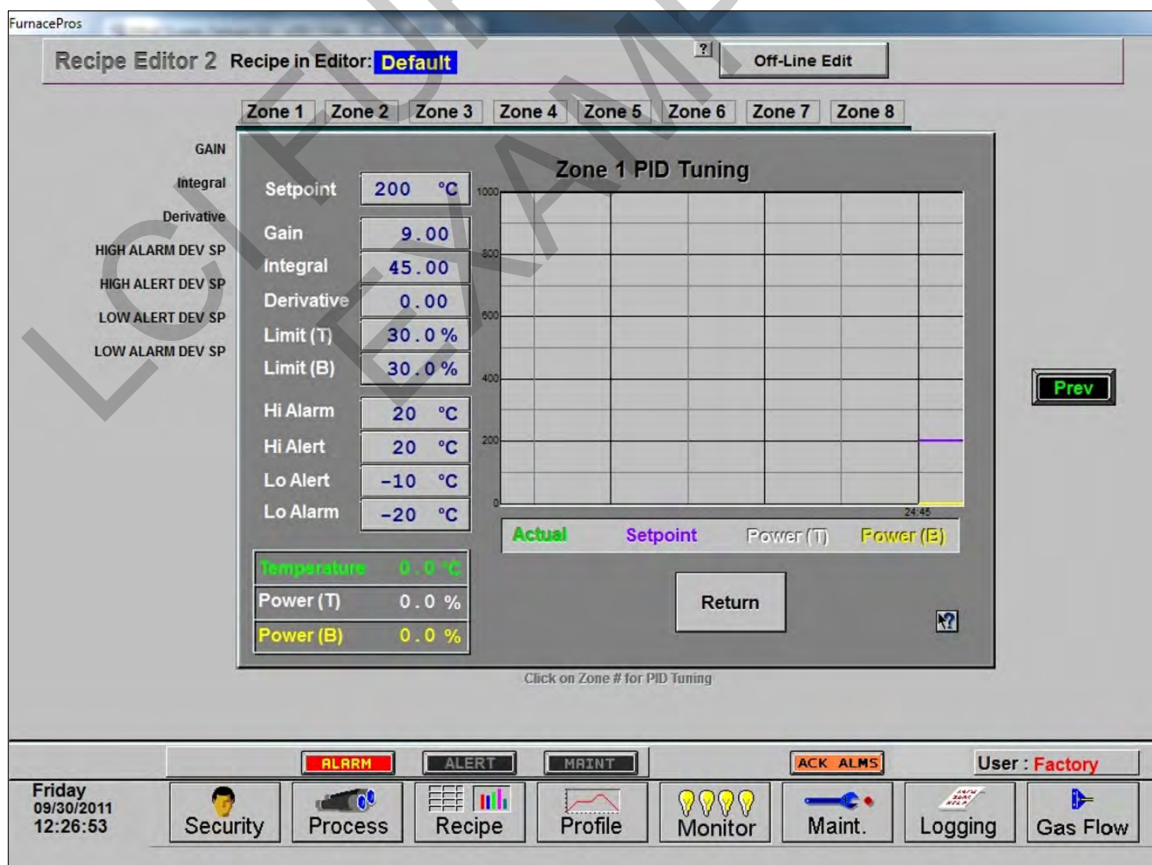 FurnacePros
Recipe Editor 2 Recipe in Editor: Default
?
Off-Line Edit
Zone 1 Zone 2 Zone 3 Zone 4 Zone 5 Zone 6 Zone 7 Zone 8
GAIN
Integral
Derivative
HIGH ALARM DEV SP
HIGH ALERT DEV SP
LOW ALERT DEV SP
LOW ALARM DEV SP
Zone 1 PID Tuning
Setpoint 200 °C
Gain 9.00
Integral 45.00
Derivative 0.00
Limit (T) 30.0 %
Limit (B) 30.0 %
Hi Alarm 20 °C
Hi Alert 20 °C
Lo Alert -10 °C
Lo Alarm -20 °C
Temperature 0.0 °C
Power (T) 0.0 %
Power (B) 0.0 %
1000
800
600
400
200
0
24:45
Actual Setpoint Power (T) Power (B)
Return
?
Prev
Click on Zone # for PID Tuning
ALARM ALERT MAINT ACK ALMS User : Factory
Friday
09/30/2011
12:26:53
Security Process Recipe Profile Monitor Maint. Logging Gas Flow